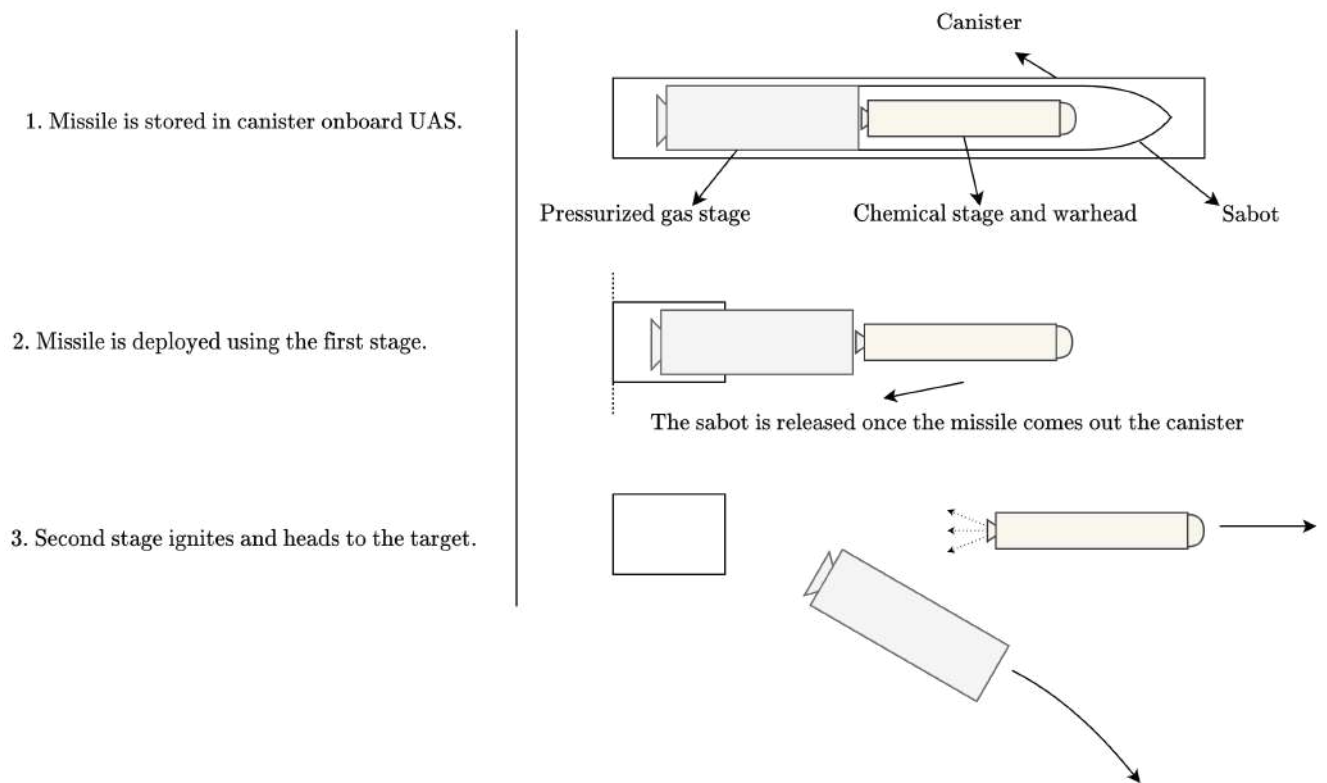 Canister
1. Missile is stored in canister onboard UAS.
Pressurized gas stage
Chemical stage and warhead
Sabot
2. Missile is deployed using the first stage.
The sabot is released once the missile comes out the canister
3. Second stage ignites and heads to the target.